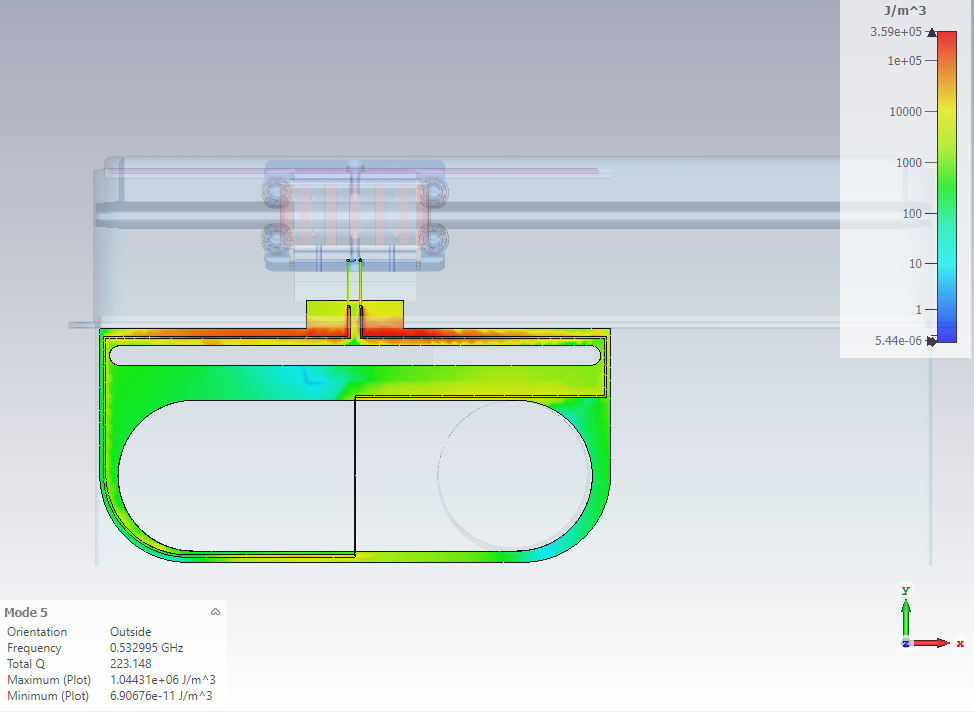 J/m^3
3.59e+05
1e+05
10000
1000
100
10
1
5.44e-06
Y
z
x
Mode 5
Orientation Outside
Frequency 0.532995 GHz
Total Q 223.148
Maximum (Plot) 1.04431e+06 J/m^3
Minimum (Plot) 6.90676e-11 J/m^3